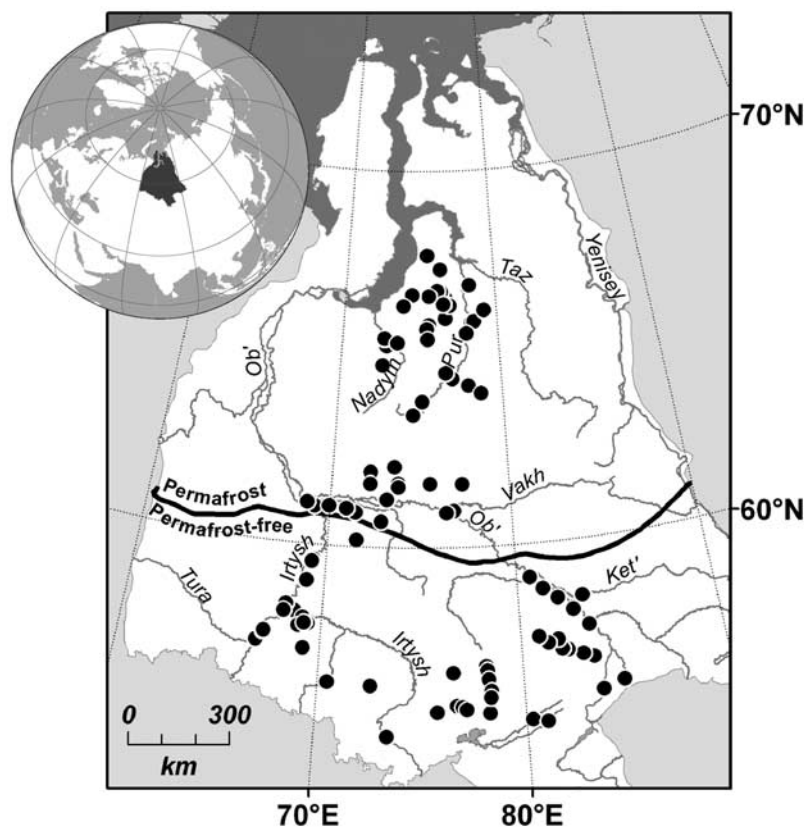 70°N
Taz
Yenisey
Ob'
Pur
Nadym
Vakh
Permafrost
60°N
Permafrost-free
Ob'
Irtysh
Ket'
Tura
Irtysh
0 300
km
70°E 80°E